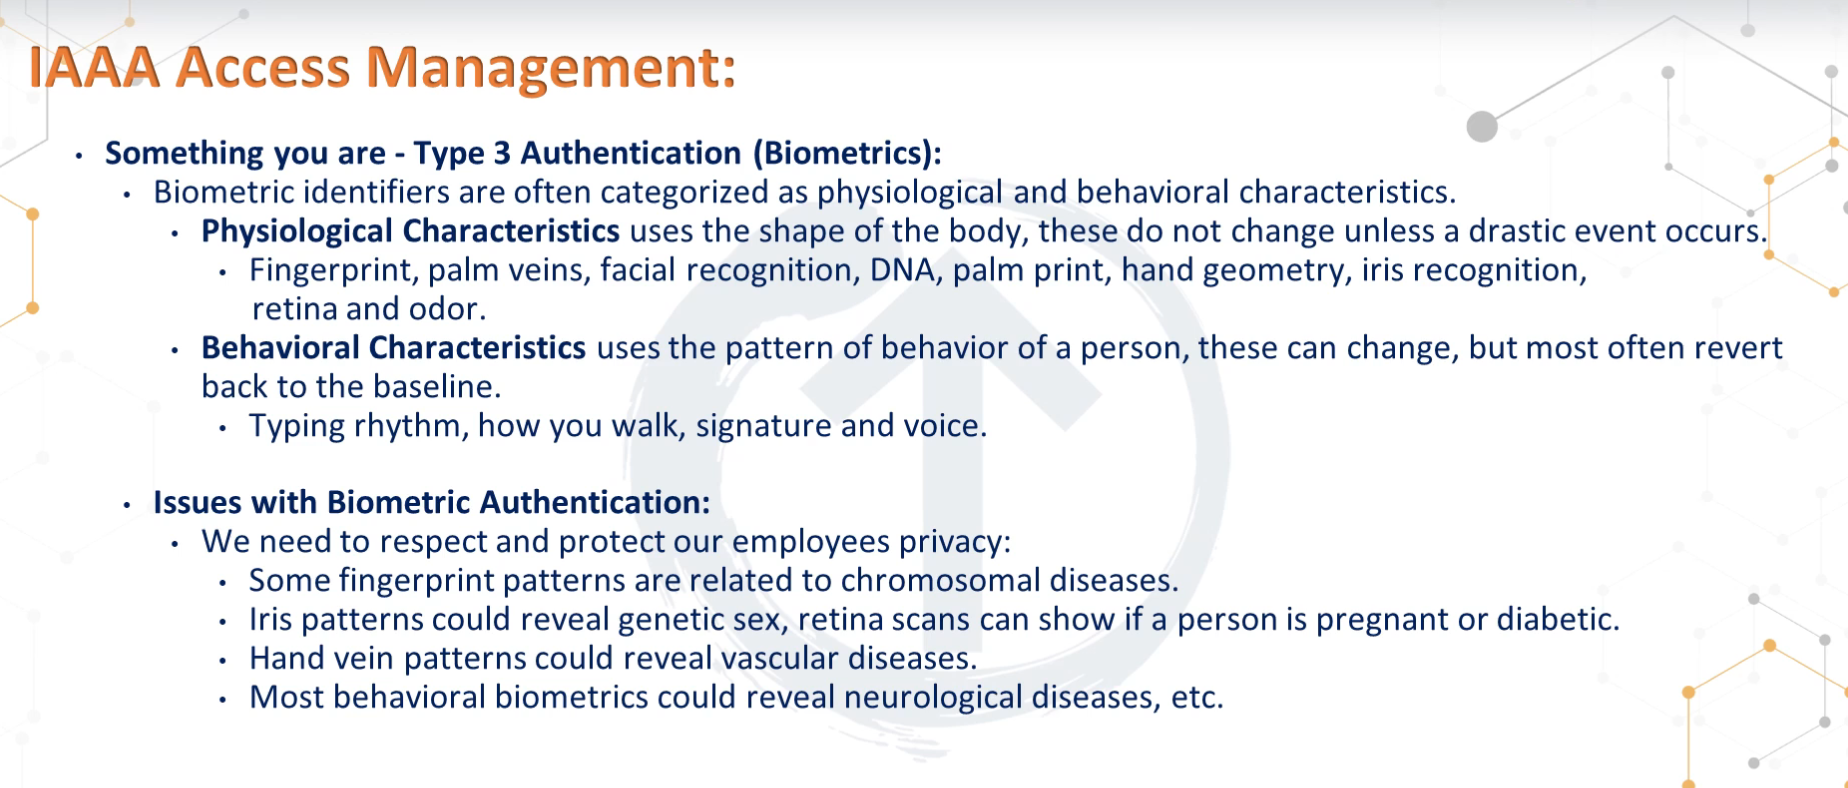 IAAA Access Management:
• Something you are - Type 3 Authentication (Biometrics):
• Biometric identifiers are often categorized as physiological and behavioral characteristics.
• Physiological Characteristics uses the shape of the body, these do not change unless a drastic event occurs.
• Fingerprint, palm veins, facial recognition, DNA, palm print, hand geometry, iris recognition,
retina and odor.
• Behavioral Characteristics uses the pattern of behavior of a person, these can change, but most often revert
back to the baseline.
• Typing rhythm, how you walk, signature and voice.
• Issues with Biometric Authentication:
• We need to respect and protect our employees privacy:
• Some fingerprint patterns are related to chromosomal diseases.
• Iris patterns could reveal genetic sex, retina scans can show if a person is pregnant or diabetic.
• Hand vein patterns could reveal vascular diseases.
• Most behavioral biometrics could reveal neurological diseases, etc.